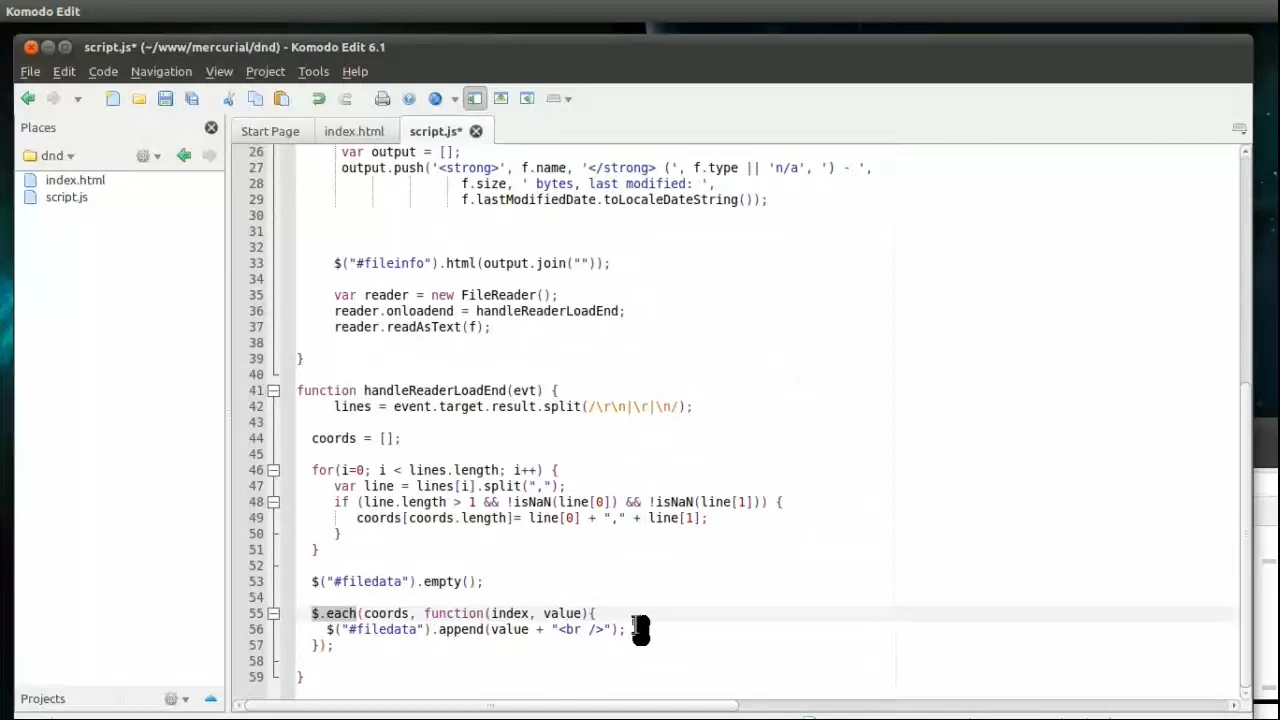 Komodo Edit
script.js* (~/www/mercurial/dnd) - Komodo Edit 6.1
File Edit Code Navigation View Project Tools Help
Places
Start Page index.html script.js*
dnd
index.html
script.js
26 var output = [];
27 output.push('<strong>', f.name, '</strong> (', f.type || 'n/a', ') - ',
28 f.size, ' bytes, last modified: ',
29 f.lastModifiedDate.toLocaleDateString());
30
31
32
33 $("#fileinfo").html(output.join(""));
34
35 var reader = new FileReader();
36 reader.onloadend = handleReaderLoadEnd;
37 reader.readAsText(f);
38
39 }
40
41 function handleReaderLoadEnd(evt) {
42 lines = event.target.result.split(/\r\n|\r|\n/);
43
44 coords = [];
45
46 for(i=0; i < lines.length; i++) {
47 var line = lines[i].split(",");
48 if (line.length > 1 && !isNaN(line[0]) && !isNaN(line[1])) {
49 coords[coords.length]= line[0] + "," + line[1];
50 }
51 }
52
53 $("#filedata").empty();
54
55 $.each(coords, function(index, value){
56 $("#filedata").append(value + "<br />");
57 });
58
59 }
Projects